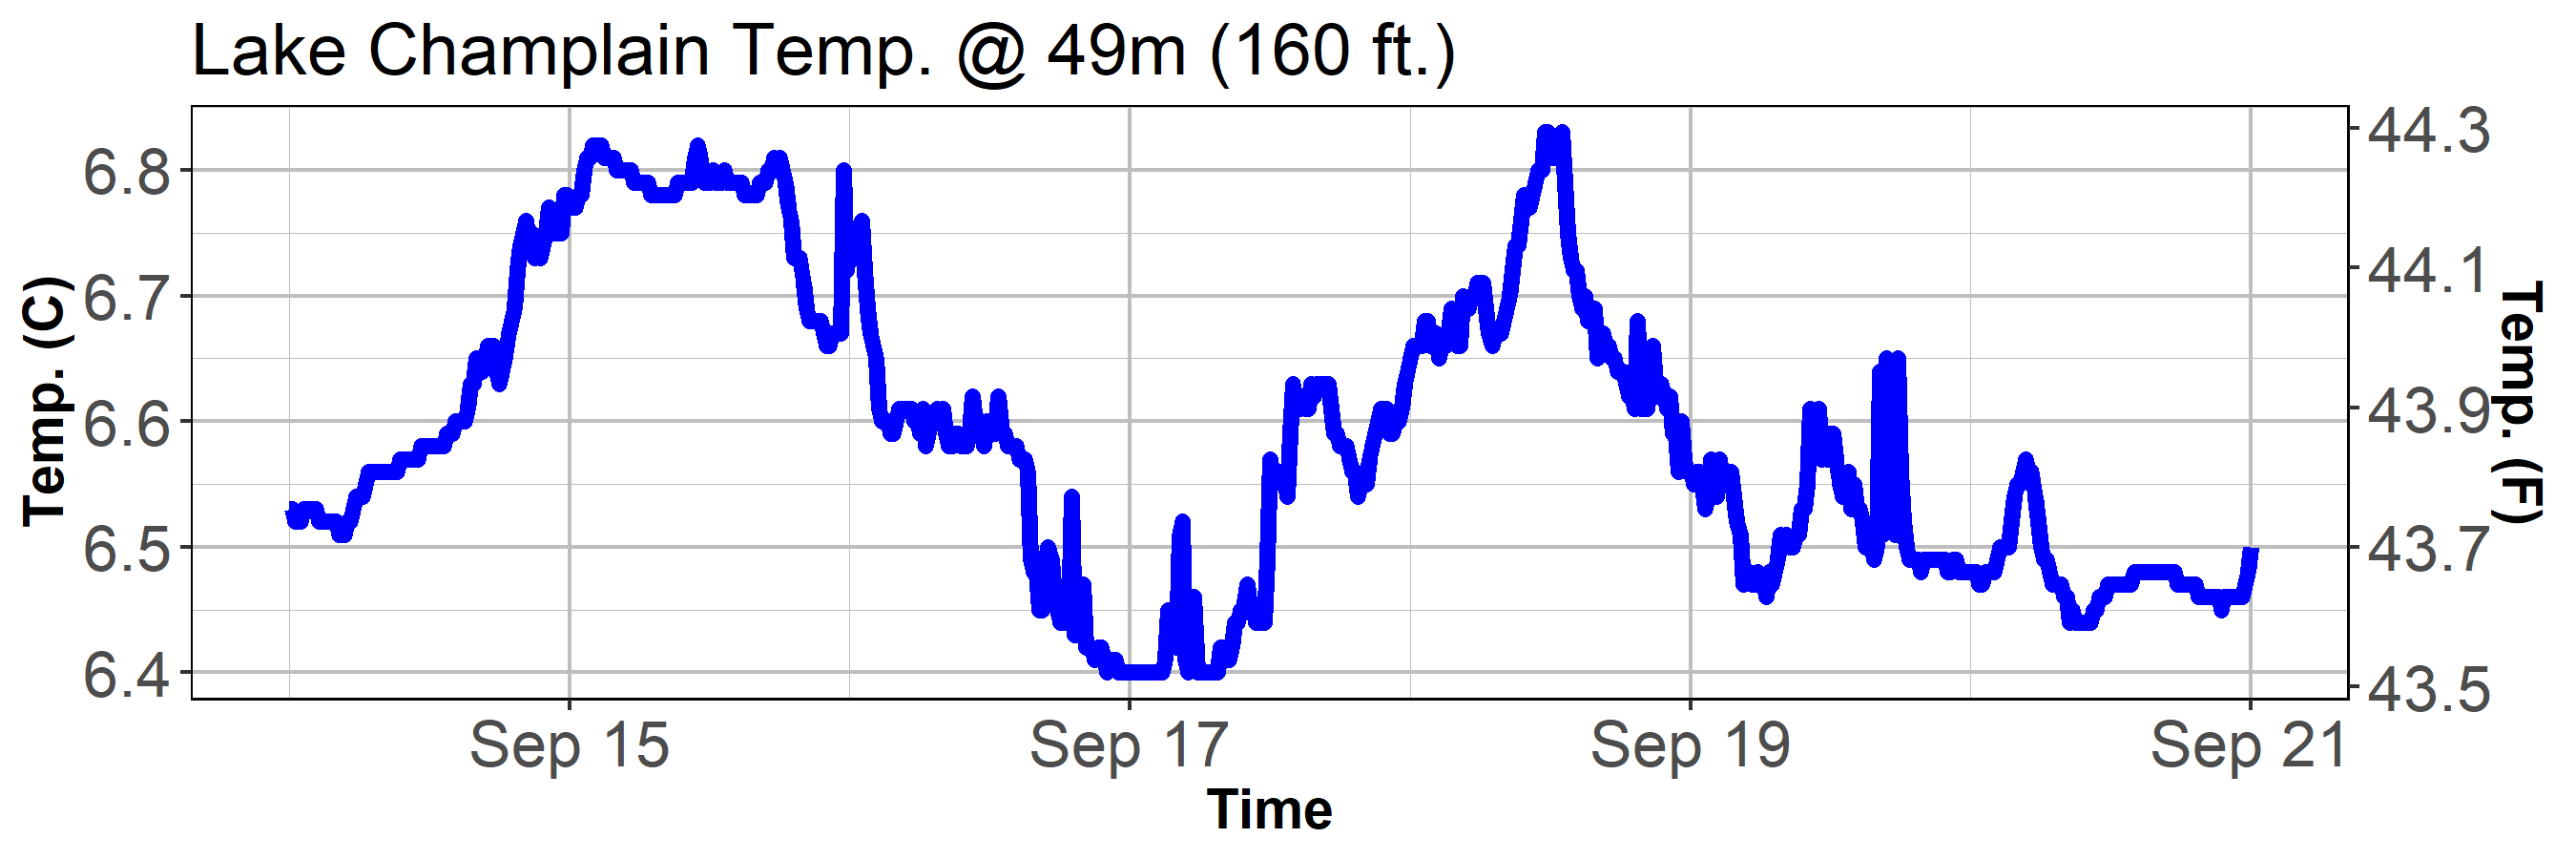 Lake Champlain Temp. @ 49m (160 ft.)
Temp. (C)
6.8
6.7
6.6
6.5
6.4
44.3
44.1
43.9
43.7
43.5
Temp. (F)
Sep 15 Sep 17 Sep 19 Sep 21
Time